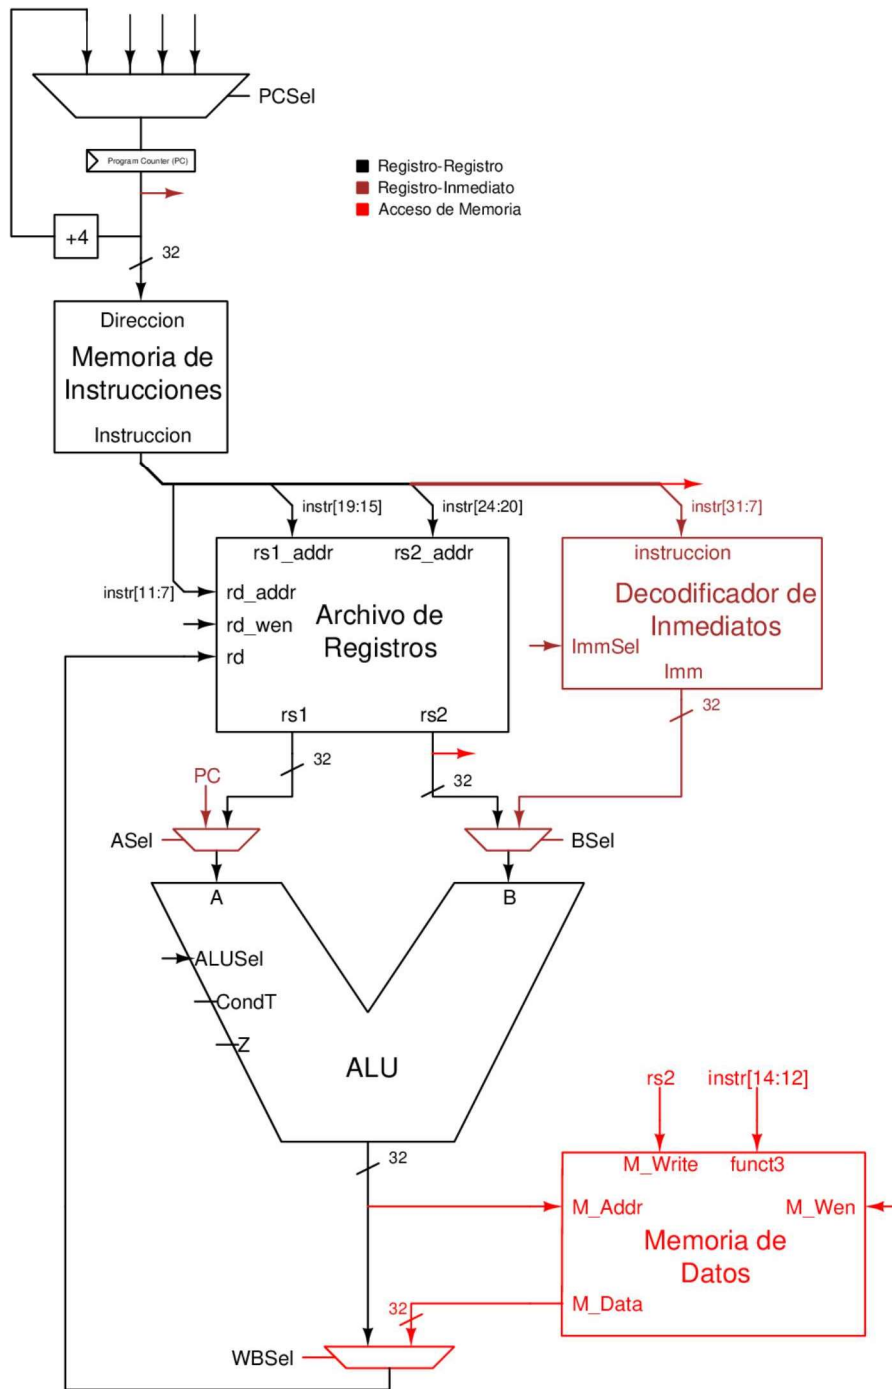 PCSel
Program Counter (PC)
Registro-Registro
Registro-Inmediato
Acceso de Memoria
+4
32
Direccion
Memoria de
Instrucciones
Instruccion
instr[19:15]
instr[24:20]
instr[31:7]
rs1_addr
rs2_addr
instruccion
instr[11:7]
rd_addr
rd_wen
rd
Archivo de
Registros
Decodificador de
Inmediatos
ImmSel
Imm
rs1
rs2
32
32
32
PC
ASel
BSel
A
B
ALUSel
CondT
Z
ALU
rs2
instr[14:12]
32
M_Write
funct3
M_Addr
M_Wen
Memoria de
Datos
M_Data
32
WBSel